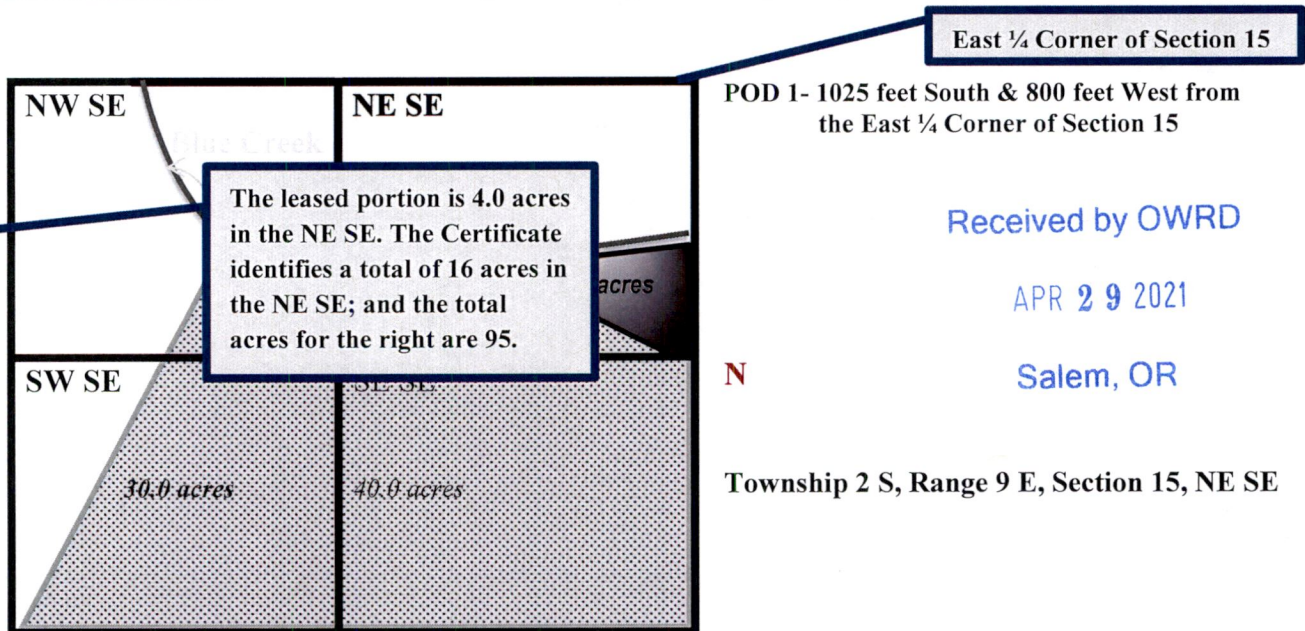 East ¼ Corner of Section 15
NW SE
NE SE
POD 1- 1025 feet South & 800 feet West from
the East ¼ Corner of Section 15
Blue Creek
The leased portion is 4.0 acres
in the NE SE. The Certificate
identifies a total of 16 acres in
the NE SE; and the total
acres for the right are 95.
acres
Received by OWRD
APR 29 2021
Salem, OR
SW SE
SE SE
N
30.0 acres
40.0 acres
Township 2 S, Range 9 E, Section 15, NE SE